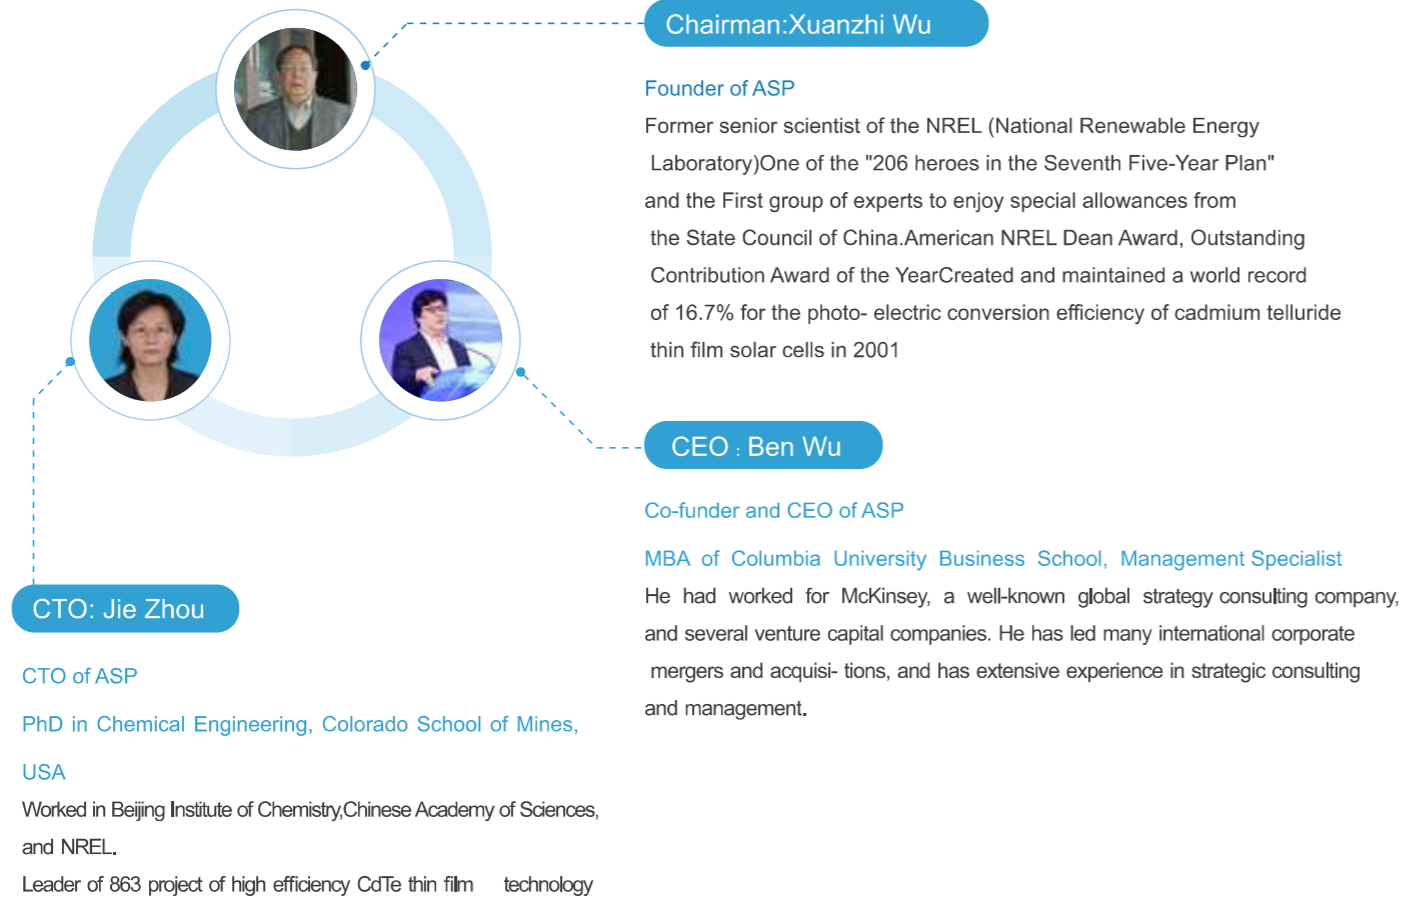 Chairman:Xuanzhi Wu
Founder of ASP
Former senior scientist of the NREL (National Renewable Energy
Laboratory)One of the "206 heroes in the Seventh Five-Year Plan"
and the First group of experts to enjoy special allowances from
the State Council of China.American NREL Dean Award, Outstanding
Contribution Award of the YearCreated and maintained a world record
of 16.7% for the photo- electric conversion efficiency of cadmium telluride
thin film solar cells in 2001
CEO : Ben Wu
Co-funder and CEO of ASP
MBA of Columbia University Business School, Management Specialist
He had worked for McKinsey, a well-known global strategy consulting company,
and several venture capital companies. He has led many international corporate
mergers and acquisi- tions, and has extensive experience in strategic consulting
and management.
CTO: Jie Zhou
CTO of ASP
PhD in Chemical Engineering, Colorado School of Mines,
USA
Worked in Beijing Institute of Chemistry,Chinese Academy of Sciences,
and NREL.
Leader of 863 project of high efficiency CdTe thin film technology